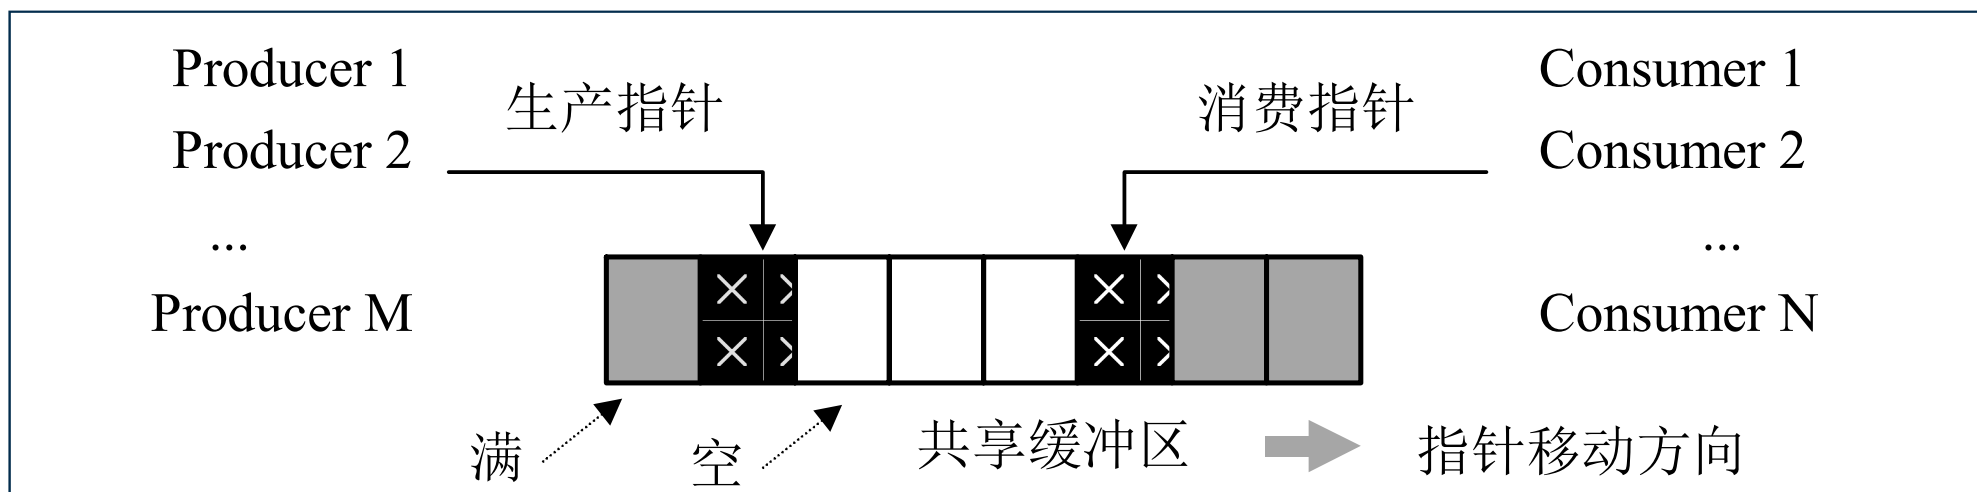 Producer 1
Producer 2
...
Producer M
生产指针
消费指针
Consumer 1
Consumer 2
...
Consumer N
满
空
共享缓冲区
指针移动方向